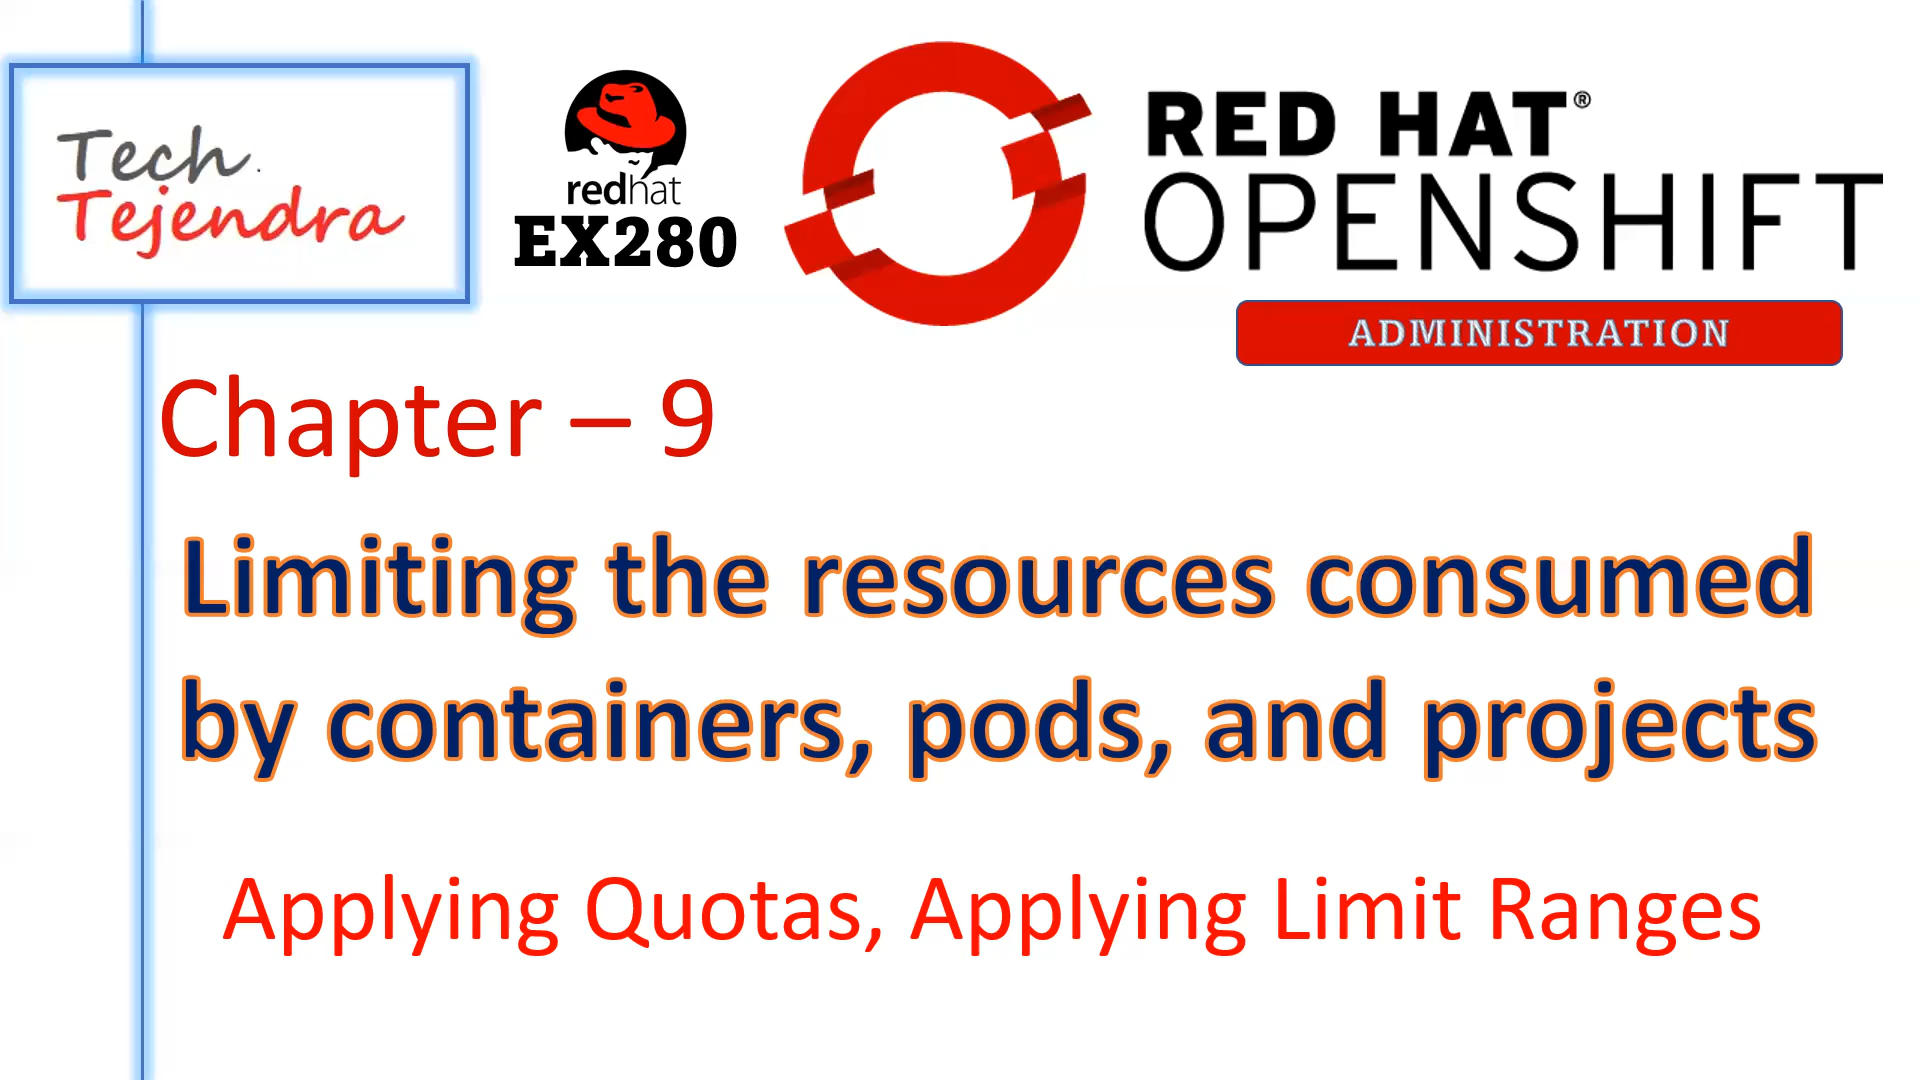 Tech
Tejendra
redhat
EX280
RED HAT®
OPENSHIFT
ADMINISTRATION
Chapter – 9
Limiting the resources consumed
by containers, pods, and projects
Applying Quotas, Applying Limit Ranges